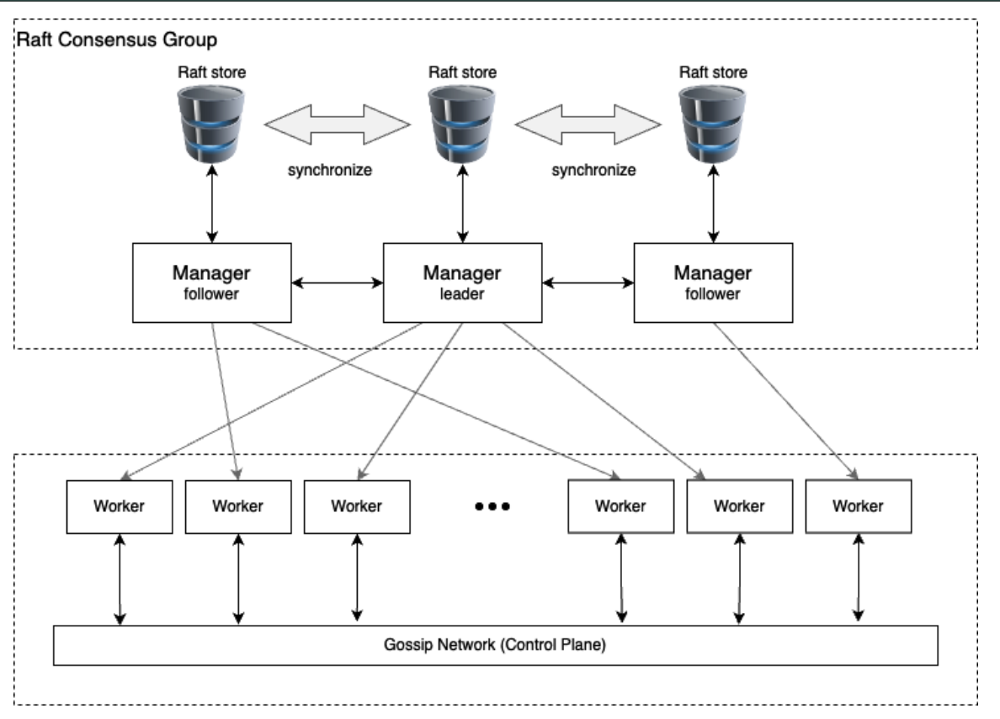 Raft Consensus Group
Raft store
Raft store
Raft store
synchronize
synchronize
Manager
follower
Manager
leader
Manager
follower
Worker
Worker
Worker
Worker
Worker
Worker
Gossip Network (Control Plane)